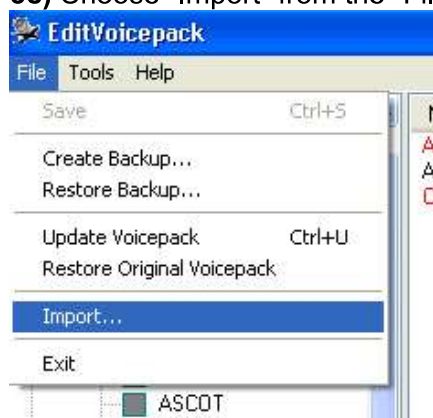 EditVoicepack
File Tools Help
Save Ctrl+S
Create Backup...
Restore Backup...
Update Voicepack Ctrl+U
Restore Original Voicepack
Import...
Exit
ASCOT